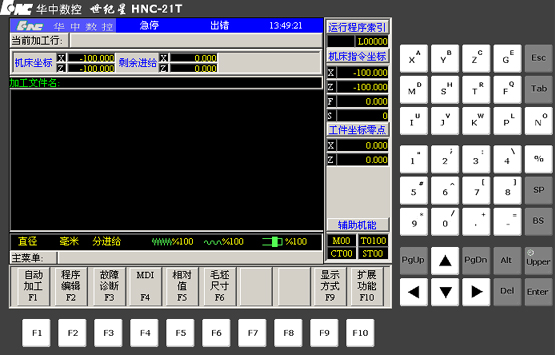 HNC 华中数控 世纪星 HNC-21T
HNC 华中数控 急停 出错 13:49:21 运行程序索引
当前加工行: L00000
机床坐标 X -100.000 剩余进给 X 0.000 机床指令坐标
Z -100.000 Z 0.000 X -100.000
加工文件名: Z -100.000
F 0.000
S 0
工件坐标零点
X 0.000
Z 0.000
辅助机能
直径 毫米 分进给 %100 %100 %100 M00 T0100
主菜单: CT00 ST00
自动加工 F1 程序编辑 F2 故障诊断 F3 MDI F4 相对值 F5 毛坯尺寸 F6 显示方式 F9 扩展功能 F10
F1 F2 F3 F4 F5 F6 F7 F8 F9 F10
X A Y B Z C G E Esc
M D S H R T F Q Tab
I U J V K W P L N O
1 " 2 ; 3 : 4 \ %
5 # 6 ^ 7 [ 8 ] SP
9 * 0 / . + - = BS
PgUp ▲ PgDn Alt Upper
◀ ▼ ▶ Del Enter